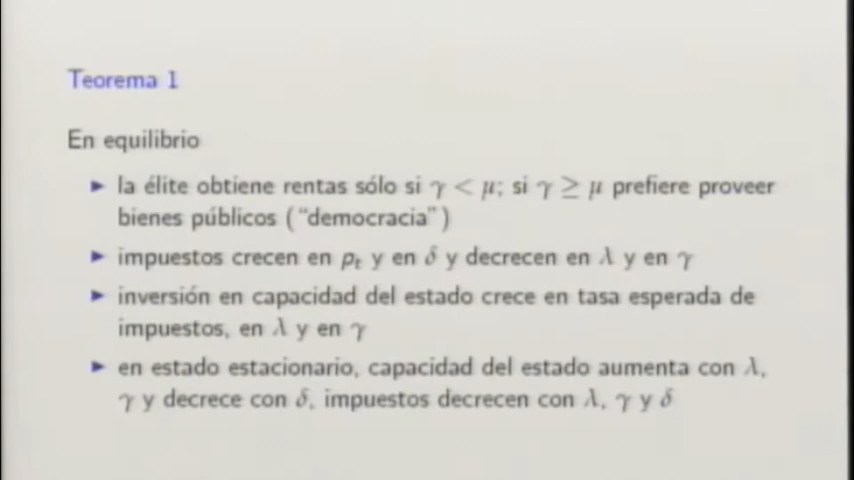 Teorema 1
En equilibrio
► la élite obtiene rentas sólo si γ < μ; si γ ≥ μ prefiere proveer
bienes públicos ("democracia")
► impuestos crecen en pₜ y en δ y decrecen en λ y en γ
► inversión en capacidad del estado crece en tasa esperada de
impuestos, en λ y en γ
► en estado estacionario, capacidad del estado aumenta con λ,
γ y decrece con δ, impuestos decrecen con λ, γ y δ